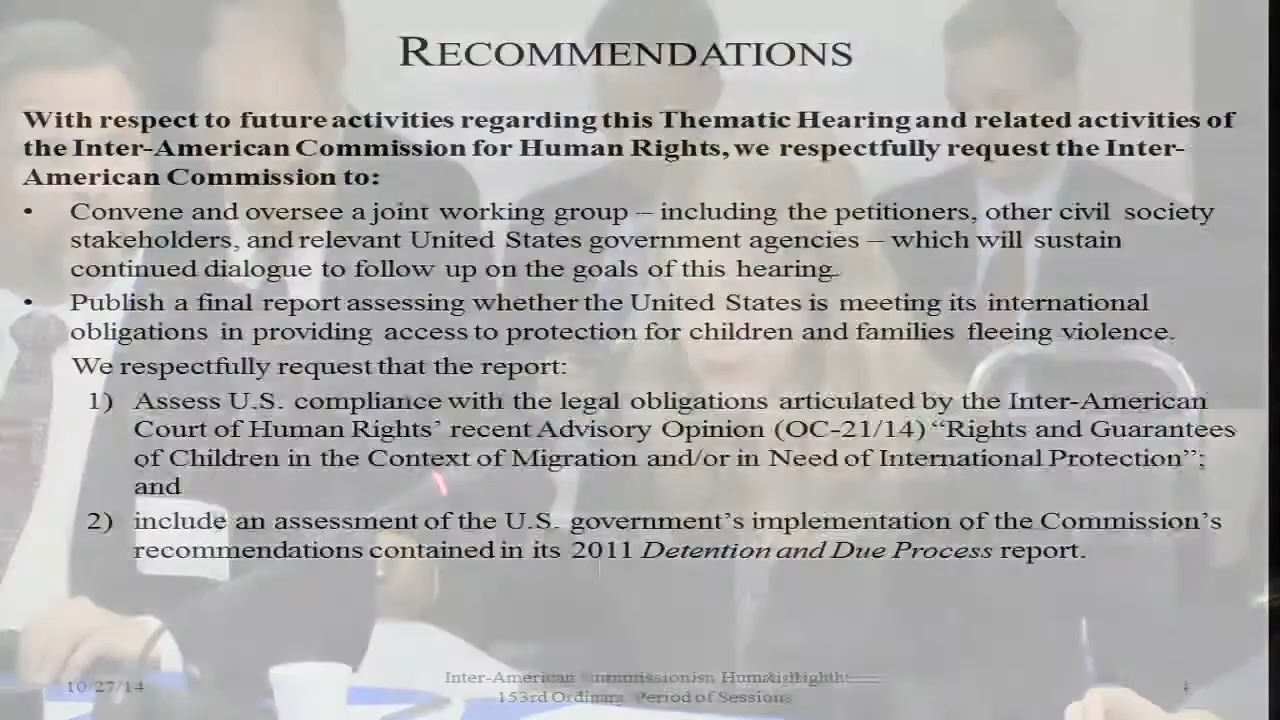 RECOMMENDATIONS
With respect to future activities regarding this Thematic Hearing and related activities of
the Inter-American Commission for Human Rights, we respectfully request the Inter-
American Commission to:
• Convene and oversee a joint working group – including the petitioners, other civil society
stakeholders, and relevant United States government agencies – which will sustain
continued dialogue to follow up on the goals of this hearing.
• Publish a final report assessing whether the United States is meeting its international
obligations in providing access to protection for children and families fleeing violence.
We respectfully request that the report:
1) Assess U.S. compliance with the legal obligations articulated by the Inter-American
Court of Human Rights’ recent Advisory Opinion (OC-21/14) “Rights and Guarantees
of Children in the Context of Migration and/or in Need of International Protection”;
and
2) include an assessment of the U.S. government’s implementation of the Commission’s
recommendations contained in its 2011 Detention and Due Process report.
10/27/14
Inter-American
153rd Ordinary Period of Sessions